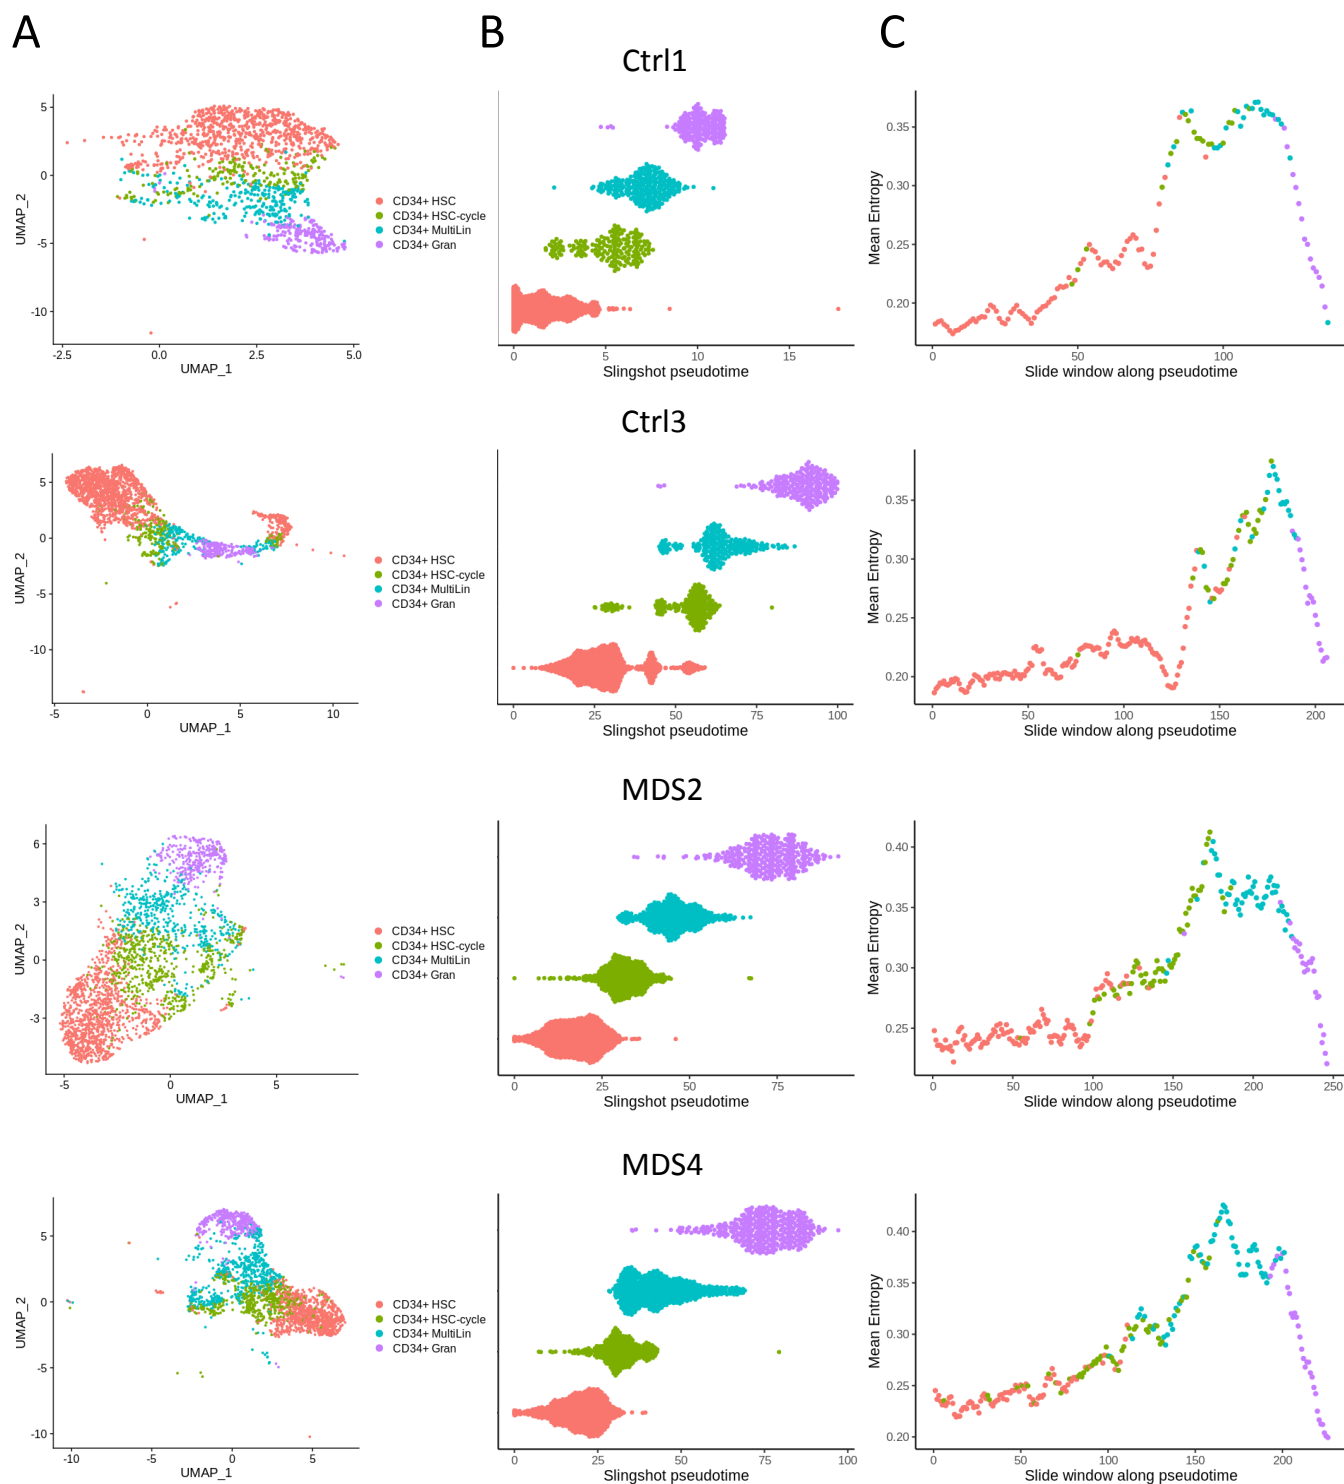 A
B
C
Ctrl1
5
0
-5
-10
UMAP_2
-2.5
0.0
2.5
5.0
UMAP_1
CD34+ HSC
CD34+ HSC-cycle
CD34+ MultiLin
CD34+ Gran
0
5
10
15
Slingshot pseudotime
0.35
0.30
0.25
0.20
Mean Entropy
0
50
100
Slide window along pseudotime
Ctrl3
5
0
-5
-10
UMAP_2
-5
0
5
10
UMAP_1
CD34+ HSC
CD34+ HSC-cycle
CD34+ MultiLin
CD34+ Gran
0
25
50
75
100
Slingshot pseudotime
0.35
0.30
0.25
0.20
Mean Entropy
0
50
100
150
200
Slide window along pseudotime
MDS2
6
3
0
-3
UMAP_2
-5
0
5
UMAP_1
CD34+ HSC
CD34+ HSC-cycle
CD34+ MultiLin
CD34+ Gran
0
25
50
75
Slingshot pseudotime
0.40
0.35
0.30
0.25
Mean Entropy
0
50
100
150
200
250
Slide window along pseudotime
MDS4
5
0
-5
-10
UMAP_2
-10
-5
0
5
UMAP_1
CD34+ HSC
CD34+ HSC-cycle
CD34+ MultiLin
CD34+ Gran
0
25
50
75
100
Slingshot pseudotime
0.40
0.35
0.30
0.25
0.20
Mean Entropy
0
50
100
150
200
Slide window along pseudotime